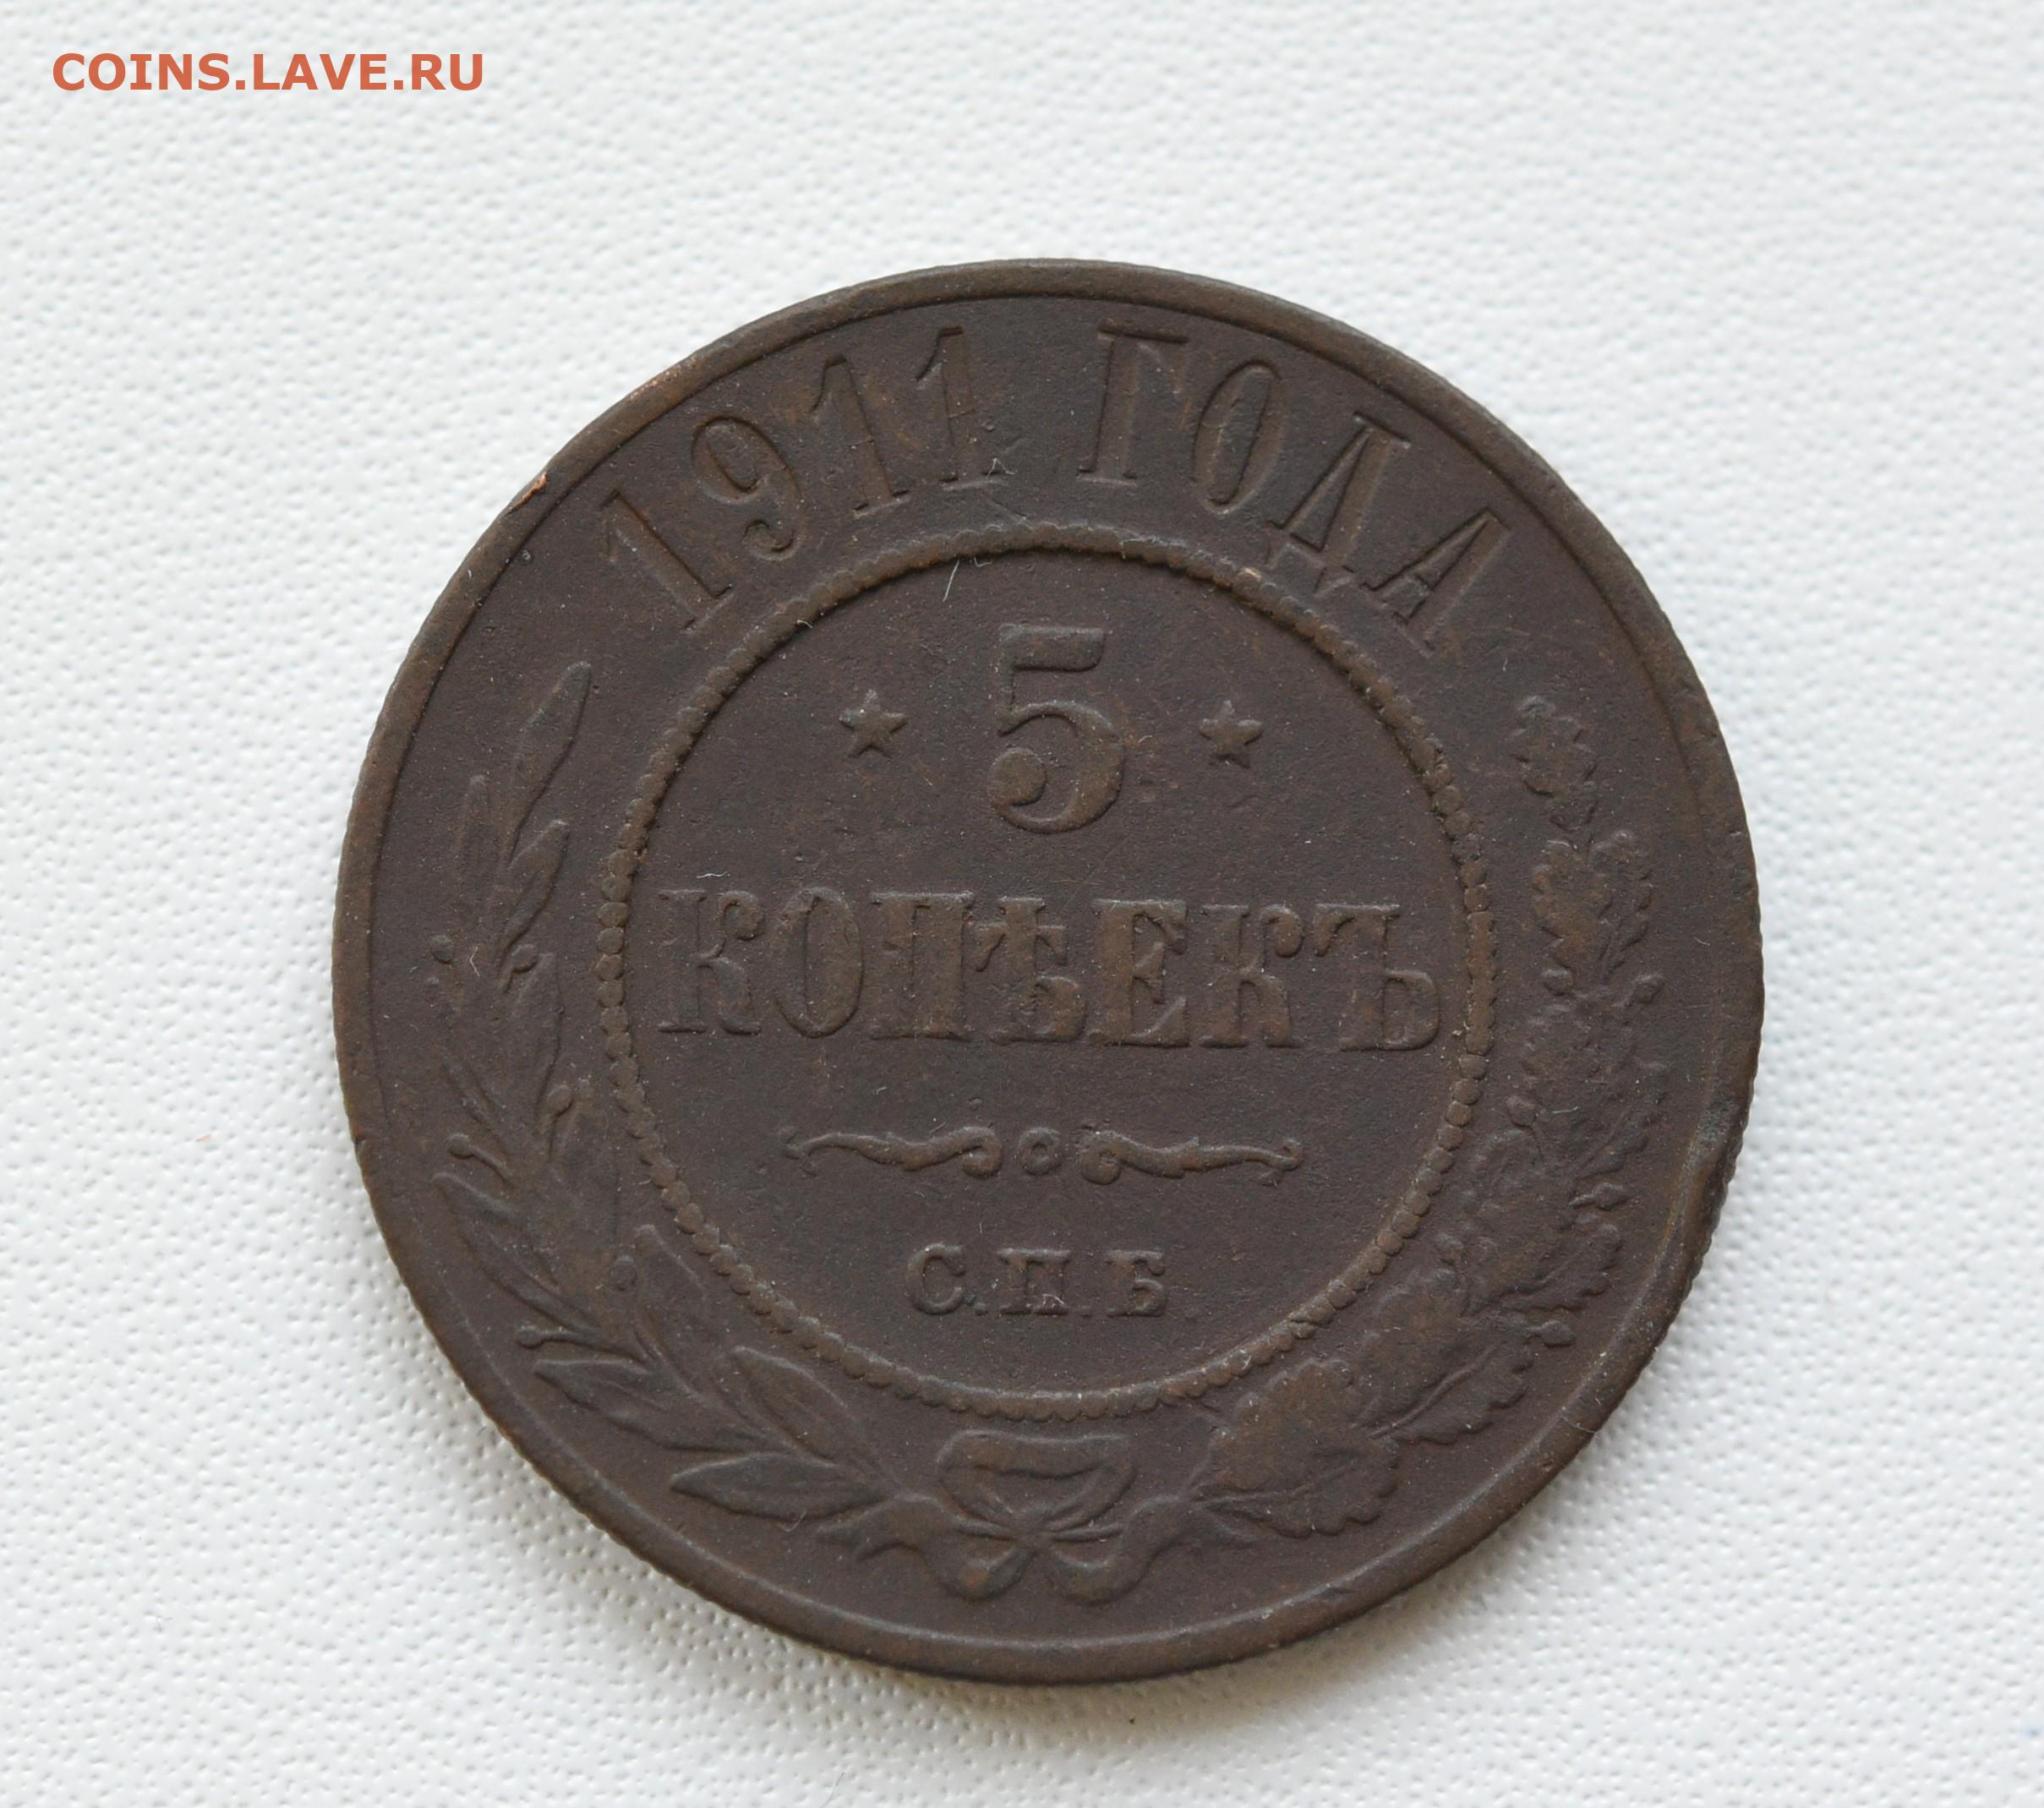 COINS.LAVE.RU
1911 ГОДА
5
КОПѢЕКЪ
С.П.Б.